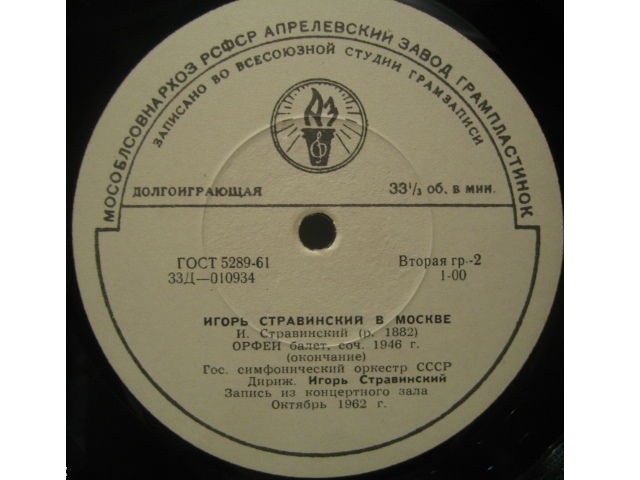 МОСОБЛСОВНАРХОЗ РСФСР АПРЕЛЕВСКИЙ ЗАВОД ГРАМПЛАСТИНОК
ЗАПИСАНО ВО ВСЕСОЮЗНОЙ СТУДИИ ГРАМЗАПИСИ
АЗ
ДОЛГОИГРАЮЩАЯ 33⅓ об. в мин.
ГОСТ 5289-61 Вторая гр.-2
33Д—010934 1-00
ИГОРЬ СТРАВИНСКИЙ В МОСКВЕ
И. Стравинский (р. 1882)
ОРФЕЙ балет, соч. 1946 г.
(окончание)
Гос. симфонический оркестр СССР
Дириж. Игорь Стравинский
Запись из концертного зала
Октябрь 1962 г.